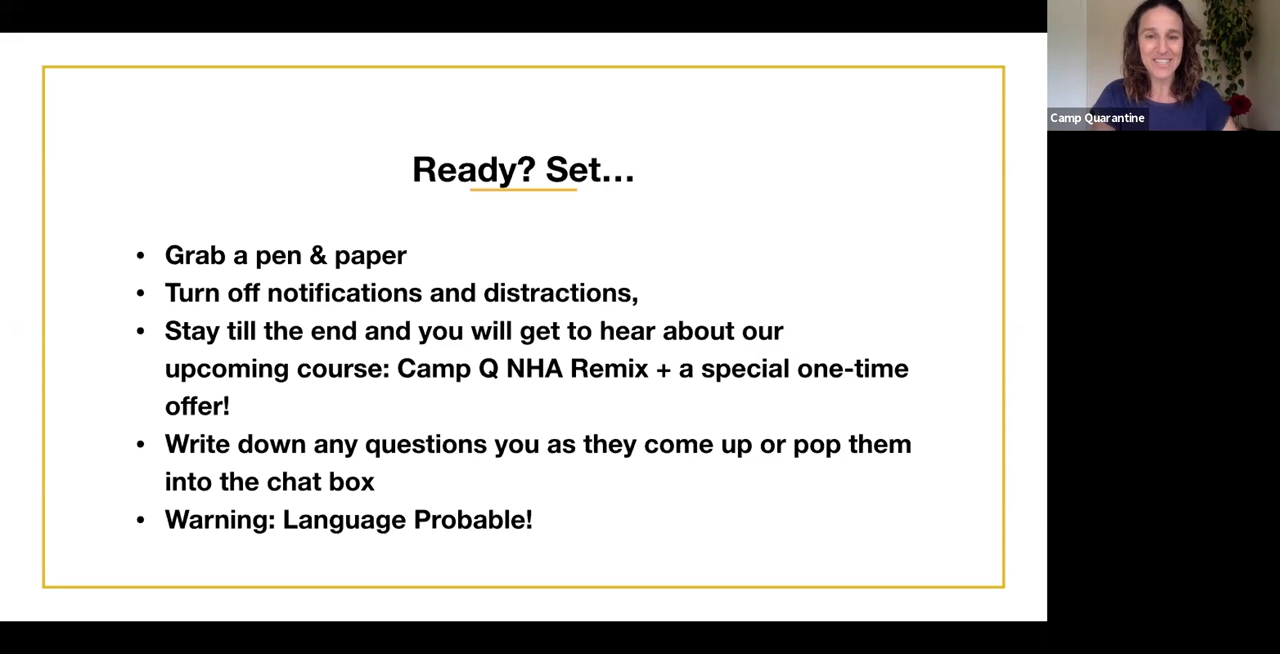 Ready? Set...
• Grab a pen & paper
• Turn off notifications and distractions,
• Stay till the end and you will get to hear about our
upcoming course: Camp Q NHA Remix + a special one-time
offer!
• Write down any questions you as they come up or pop them
into the chat box
• Warning: Language Probable!
Camp Quarantine